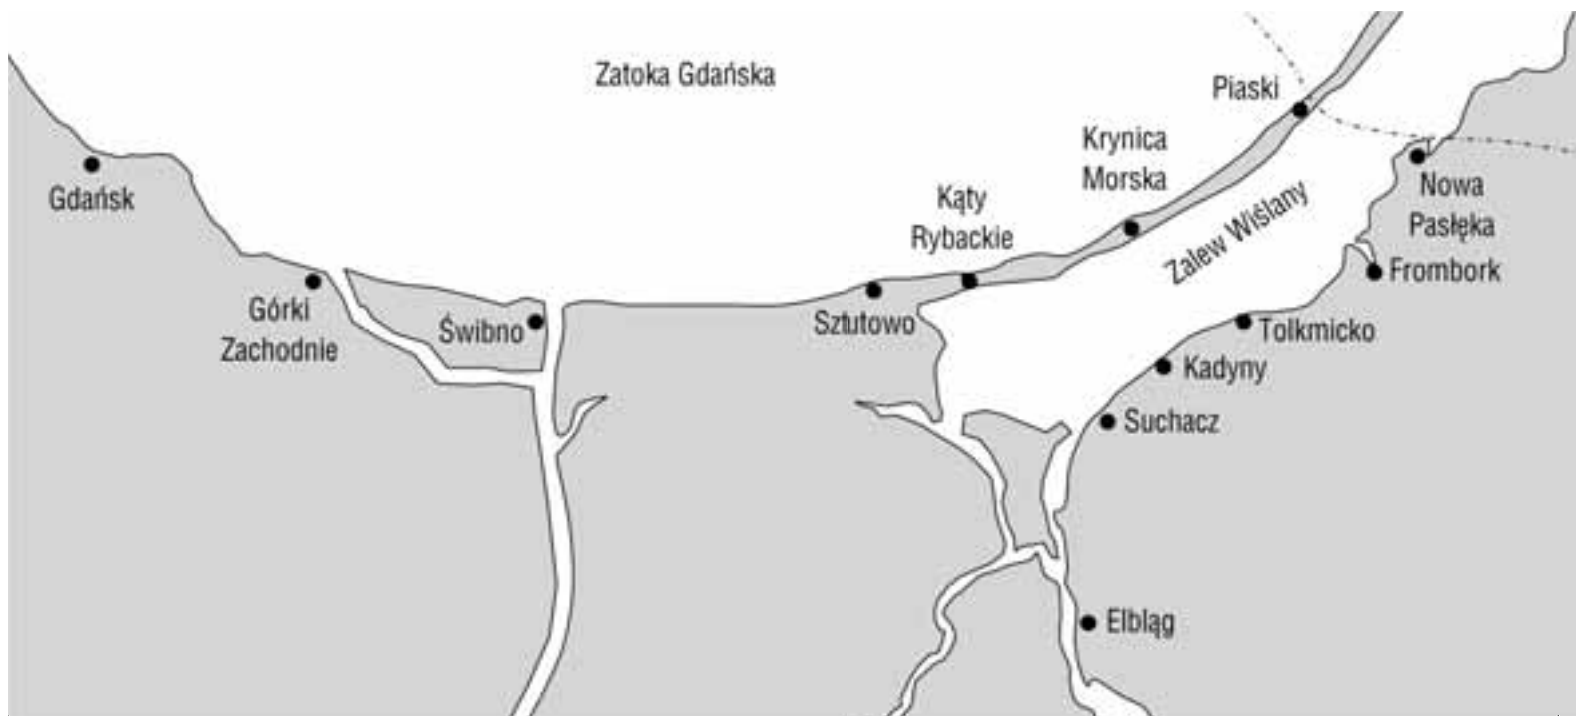 Zatoka Gdańska
Piaski
Krynica
Morska
Gdańsk
Kąty
Rybackie
Zalew Wiślany
Nowa
Pasłęka
Frombork
Górki
Zachodnie
Świbno
Sztutowo
Tolkmicko
Kadyny
Suchacz
Elbląg